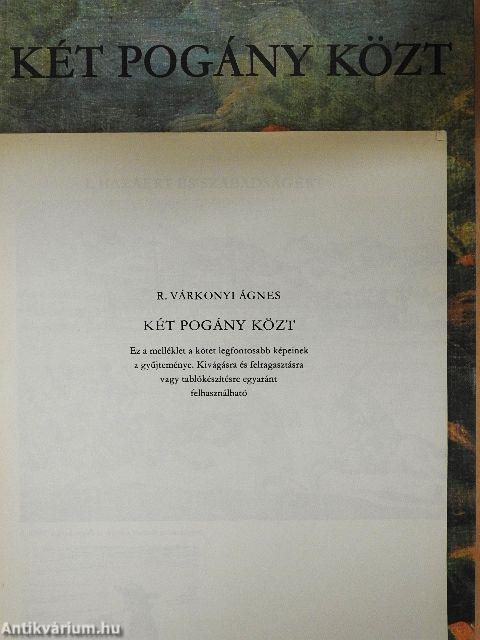 KÉT POGÁNY KÖZT
R. VÁRKONYI ÁGNES
KÉT POGÁNY KÖZT
Ez a melléklet a kötet legfontosabb képeinek
a gyűjteménye. Kivágásra és felragasztásra
vagy tablókészítésre egyaránt
felhasználható
Antikvárium.hu